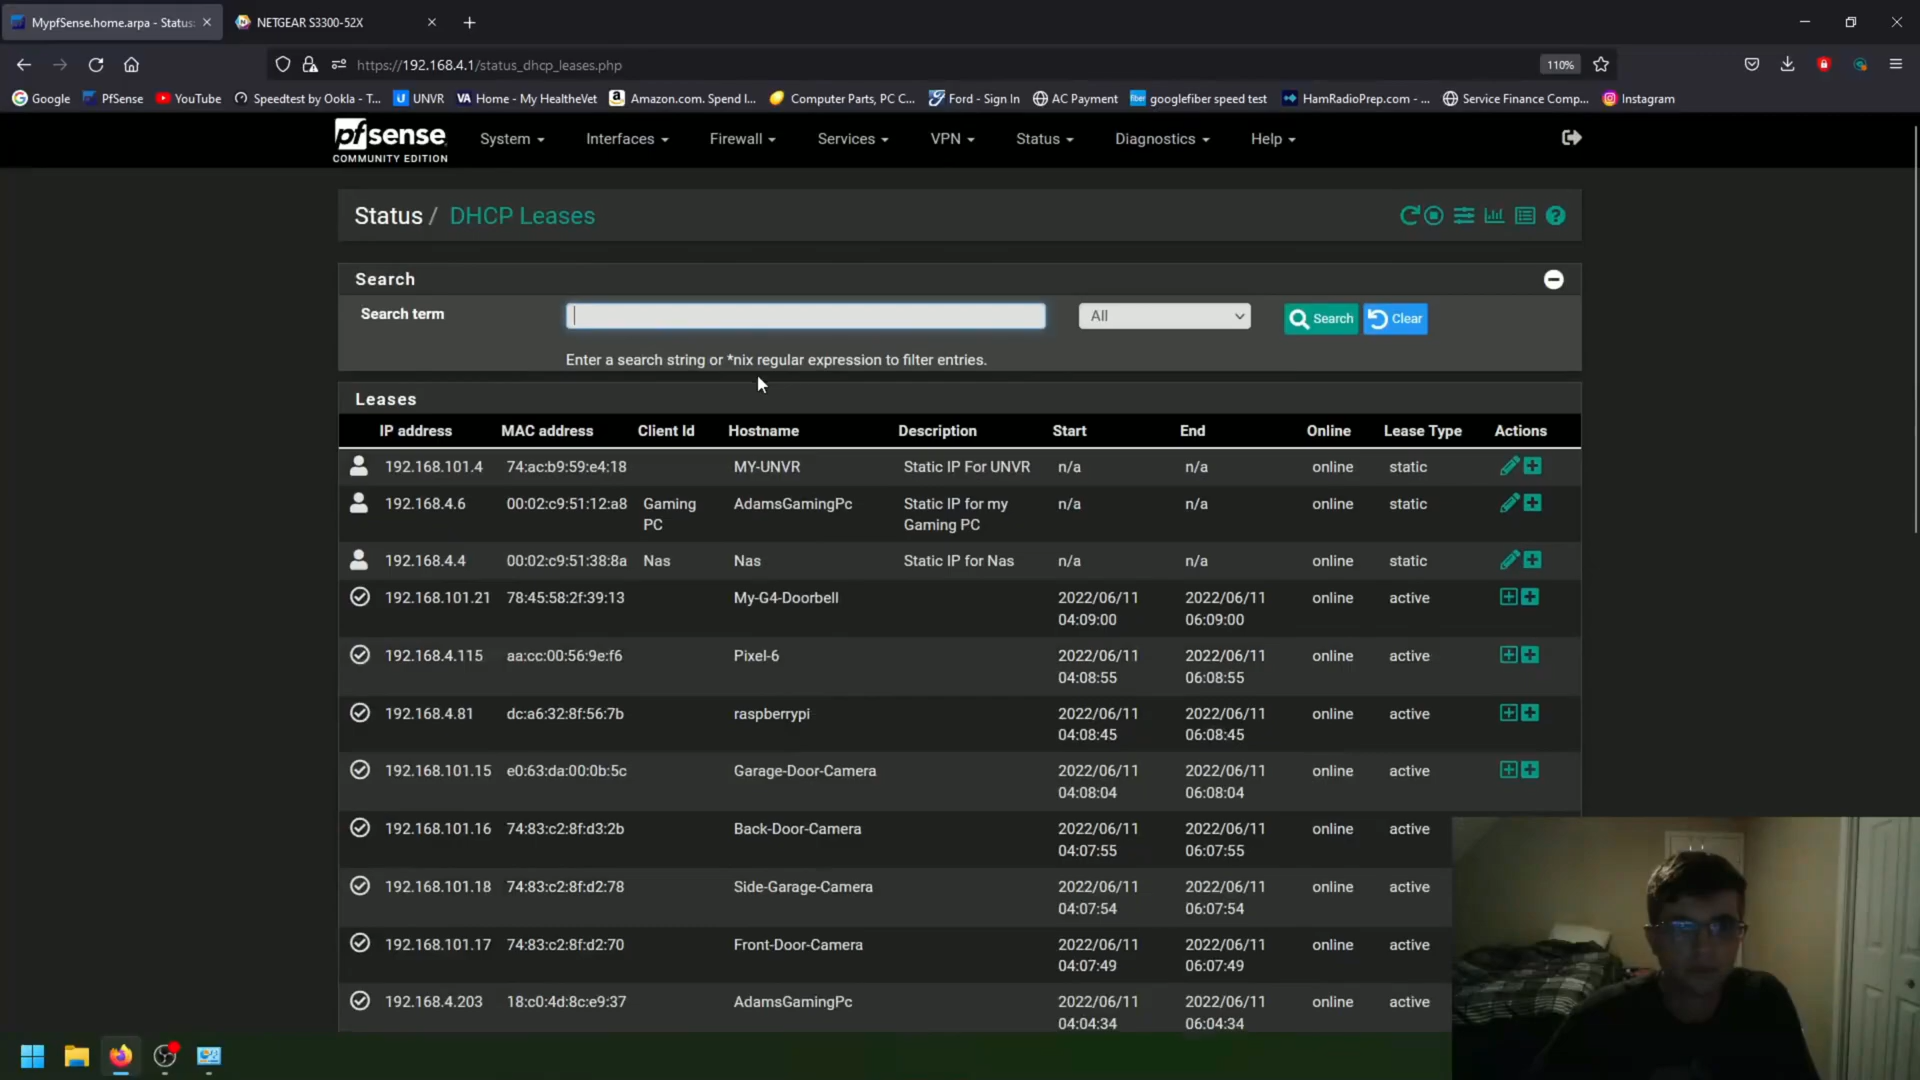 MypfSense.home.arpa - Status:
NETGEAR S3300-52X
https://192.168.4.1/status_dhcp_leases.php
110%
Google
PfSense
YouTube
Speedtest by Ookla - T...
UNVR
VA Home - My HealtheVet
Amazon.com. Spend l...
Computer Parts, PC C...
Ford - Sign In
AC Payment
fiber googlefiber speed test
HamRadioPrep.com - ...
Service Finance Comp...
Instagram
pfsense
COMMUNITY EDITION
System
Interfaces
Firewall
Services
VPN
Status
Diagnostics
Help
Status / DHCP Leases
Search
Search term
All
Search
Clear
Enter a search string or *nix regular expression to filter entries.
Leases
IP address MAC address Client Id Hostname Description Start End Online Lease Type Actions
192.168.101.4 74:ac:b9:59:e4:18 MY-UNVR Static IP For UNVR n/a n/a online static
192.168.4.6 00:02:c9:51:12:a8 Gaming AdamsGamingPc Static IP for my n/a n/a online static
PC Gaming PC
192.168.4.4 00:02:c9:51:38:8a Nas Nas Static IP for Nas n/a n/a online static
192.168.101.21 78:45:58:2f:39:13 My-G4-Doorbell 2022/06/11 2022/06/11 online active
04:09:00 06:09:00
192.168.4.115 aa:cc:00:56:9e:f6 Pixel-6 2022/06/11 2022/06/11 online active
04:08:55 06:08:55
192.168.4.81 dc:a6:32:8f:56:7b raspberrypi 2022/06/11 2022/06/11 online active
04:08:45 06:08:45
192.168.101.15 e0:63:da:00:0b:5c Garage-Door-Camera 2022/06/11 2022/06/11 online active
04:08:04 06:08:04
192.168.101.16 74:83:c2:8f:d3:2b Back-Door-Camera 2022/06/11 2022/06/11 online active
04:07:55 06:07:55
192.168.101.18 74:83:c2:8f:d2:78 Side-Garage-Camera 2022/06/11 2022/06/11 online active
04:07:54 06:07:54
192.168.101.17 74:83:c2:8f:d2:70 Front-Door-Camera 2022/06/11 2022/06/11 online active
04:07:49 06:07:49
192.168.4.203 18:c0:4d:8c:e9:37 AdamsGamingPc 2022/06/11 2022/06/11 online active
04:04:34 06:04:34